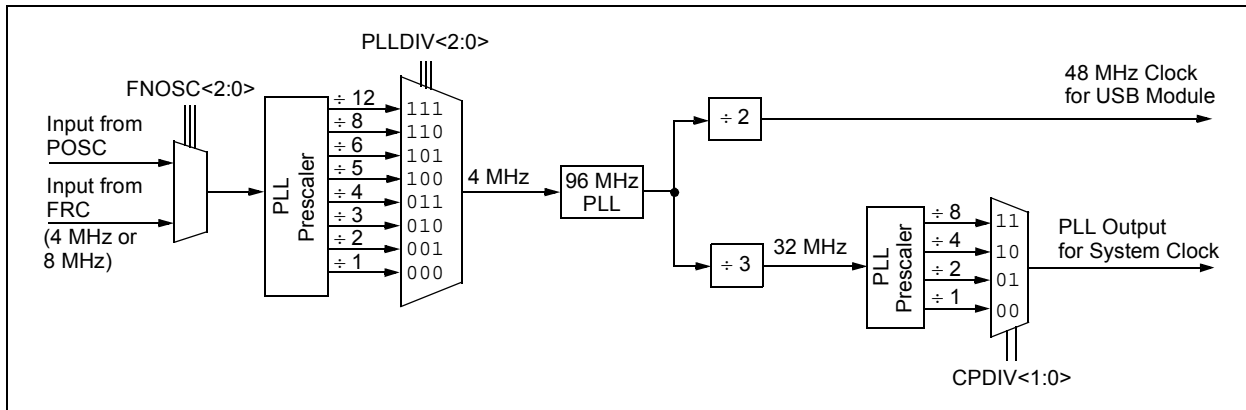 PLLDIV<2:0>
FNOSC<2:0>
Input from
POSC
Input from
FRC
(4 MHz or
8 MHz)
PLL
Prescaler
÷ 12
÷ 8
÷ 6
÷ 5
÷ 4
÷ 3
÷ 2
÷ 1
111
110
101
100
011
010
001
000
4 MHz
96 MHz
PLL
÷ 2
48 MHz Clock
for USB Module
÷ 3
32 MHz
PLL
Prescaler
÷ 8
÷ 4
÷ 2
÷ 1
11
10
01
00
PLL Output
for System Clock
CPDIV<1:0>